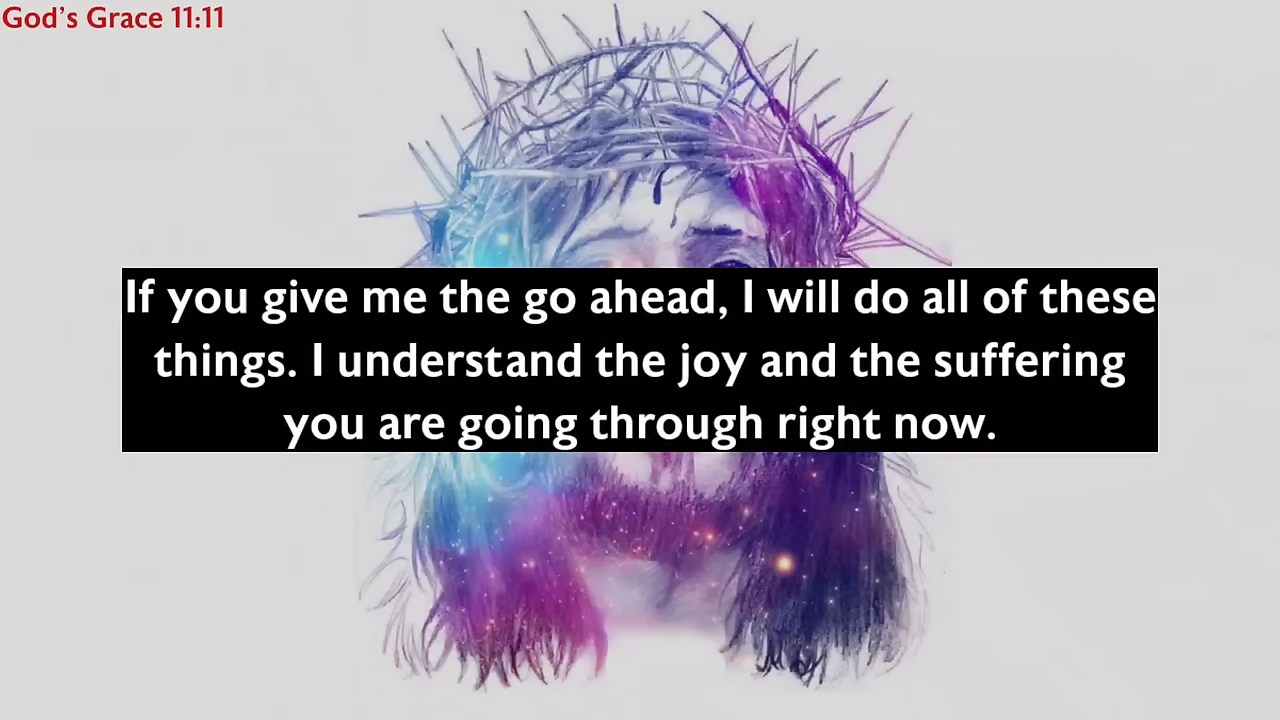 God's Grace 11:11
If you give me the go ahead, I will do all of these
things. I understand the joy and the suffering
you are going through right now.